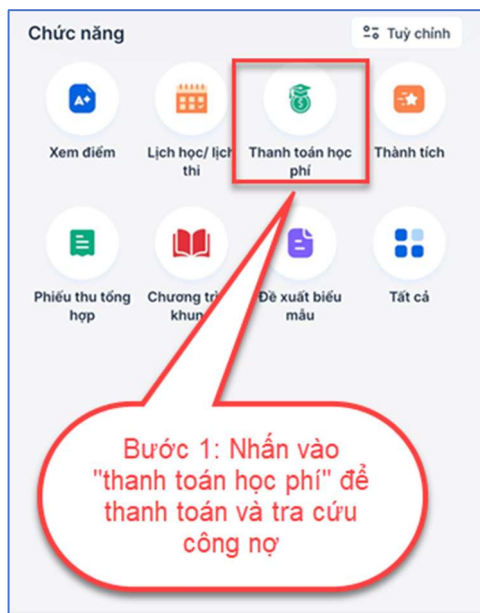 Chức năng
Tuỳ chỉnh
A+
Xem điểm
Lịch học/ lịch
thi
Thanh toán học
phí
Thành tích
Phiếu thu tổng
hợp
Chương trì
khun
Đề xuất biểu
mẫu
Tất cả
Bước 1: Nhấn vào
"thanh toán học phí" để
thanh toán và tra cứu
công nợ